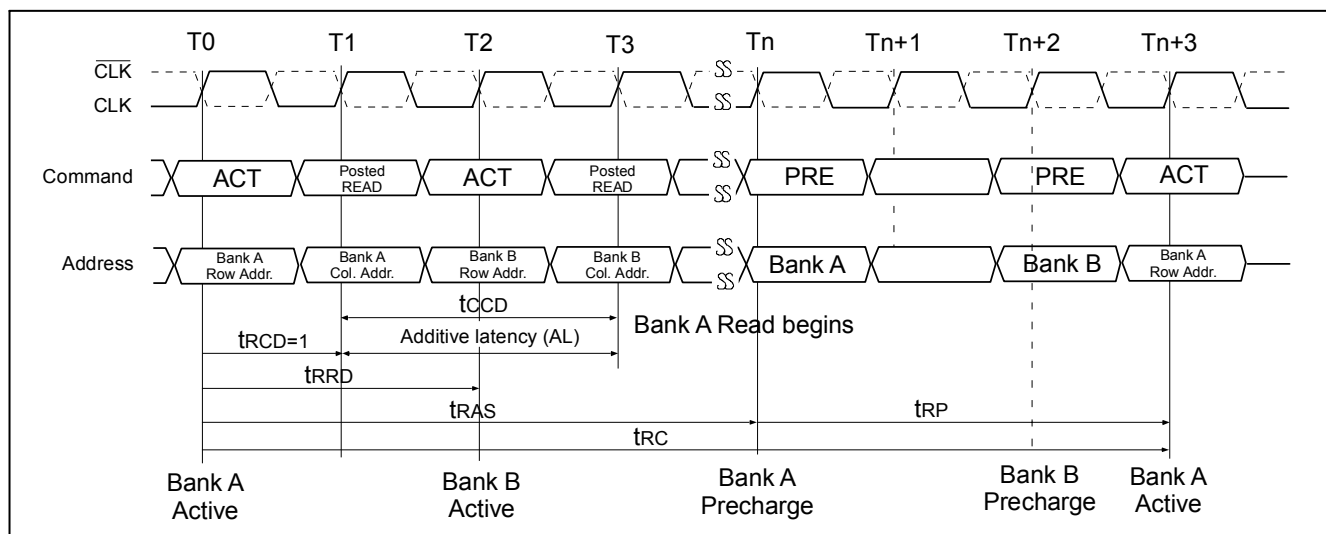 T0 T1 T2 T3 Tn Tn+1 Tn+2 Tn+3
CLK
CLK
Command ACT Posted READ ACT Posted READ PRE PRE ACT
Address Bank A Row Addr. Bank A Col. Addr. Bank B Row Addr. Bank B Col. Addr. Bank A Bank B Bank A Row Addr.
tCCD
Bank A Read begins
tRCD=1 Additive latency (AL)
tRRD
tRAS tRP
tRC
Bank A Active Bank B Active Bank A Precharge Bank B Precharge Bank A Active